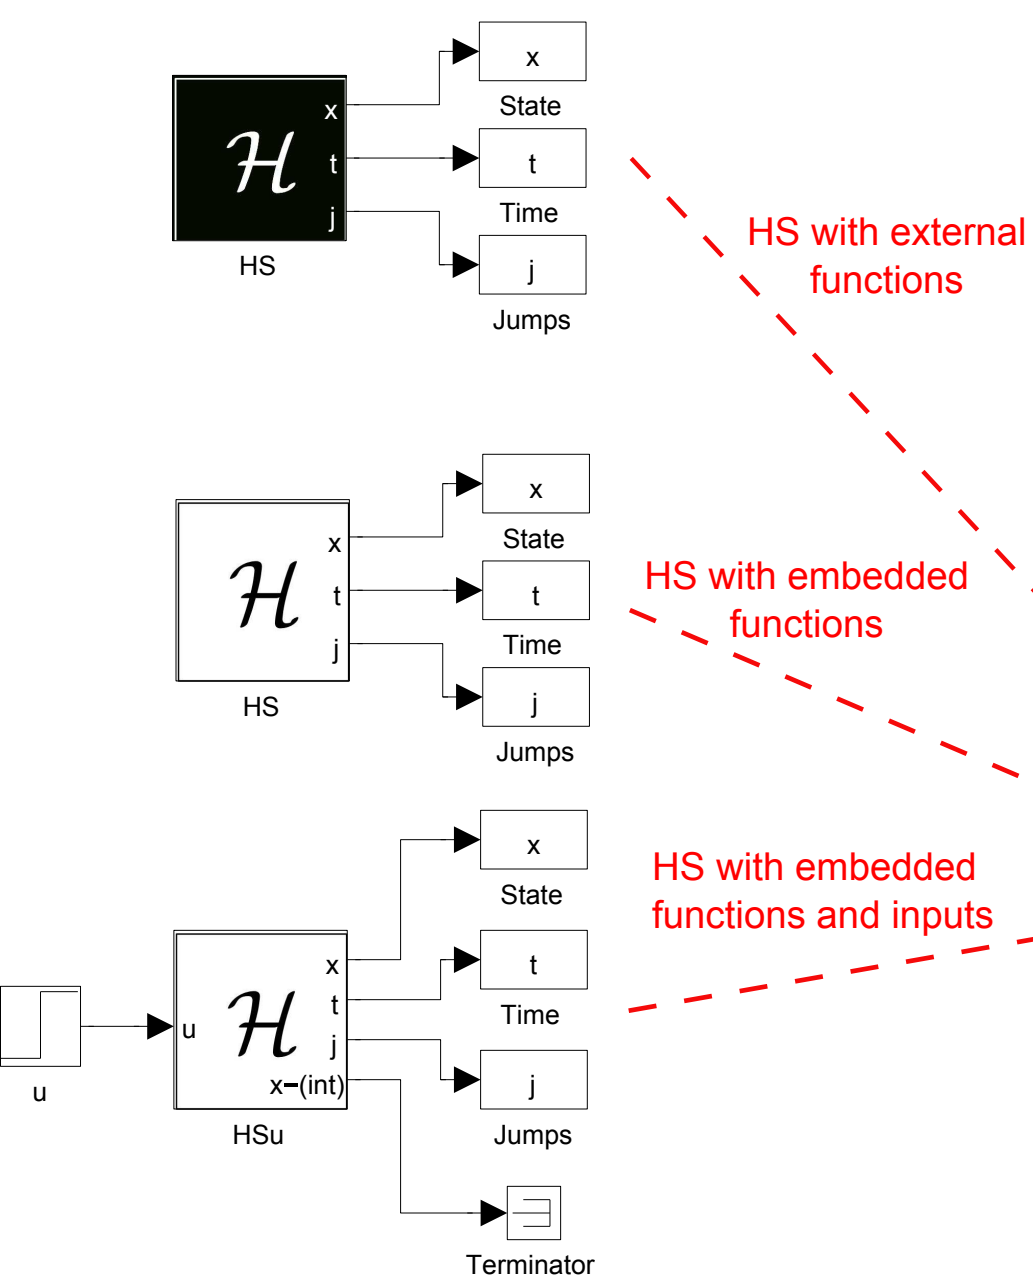 x
State
x
t
t
Time
ℋ
j
HS
j
Jumps
HS with external
functions
x
State
x
t
t
Time
ℋ
j
HS
j
Jumps
HS with embedded
functions
x
State
x
t
t
Time
u
ℋ
j
x−(int)
j
Jumps
u
HSu
Terminator
HS with embedded
functions and inputs